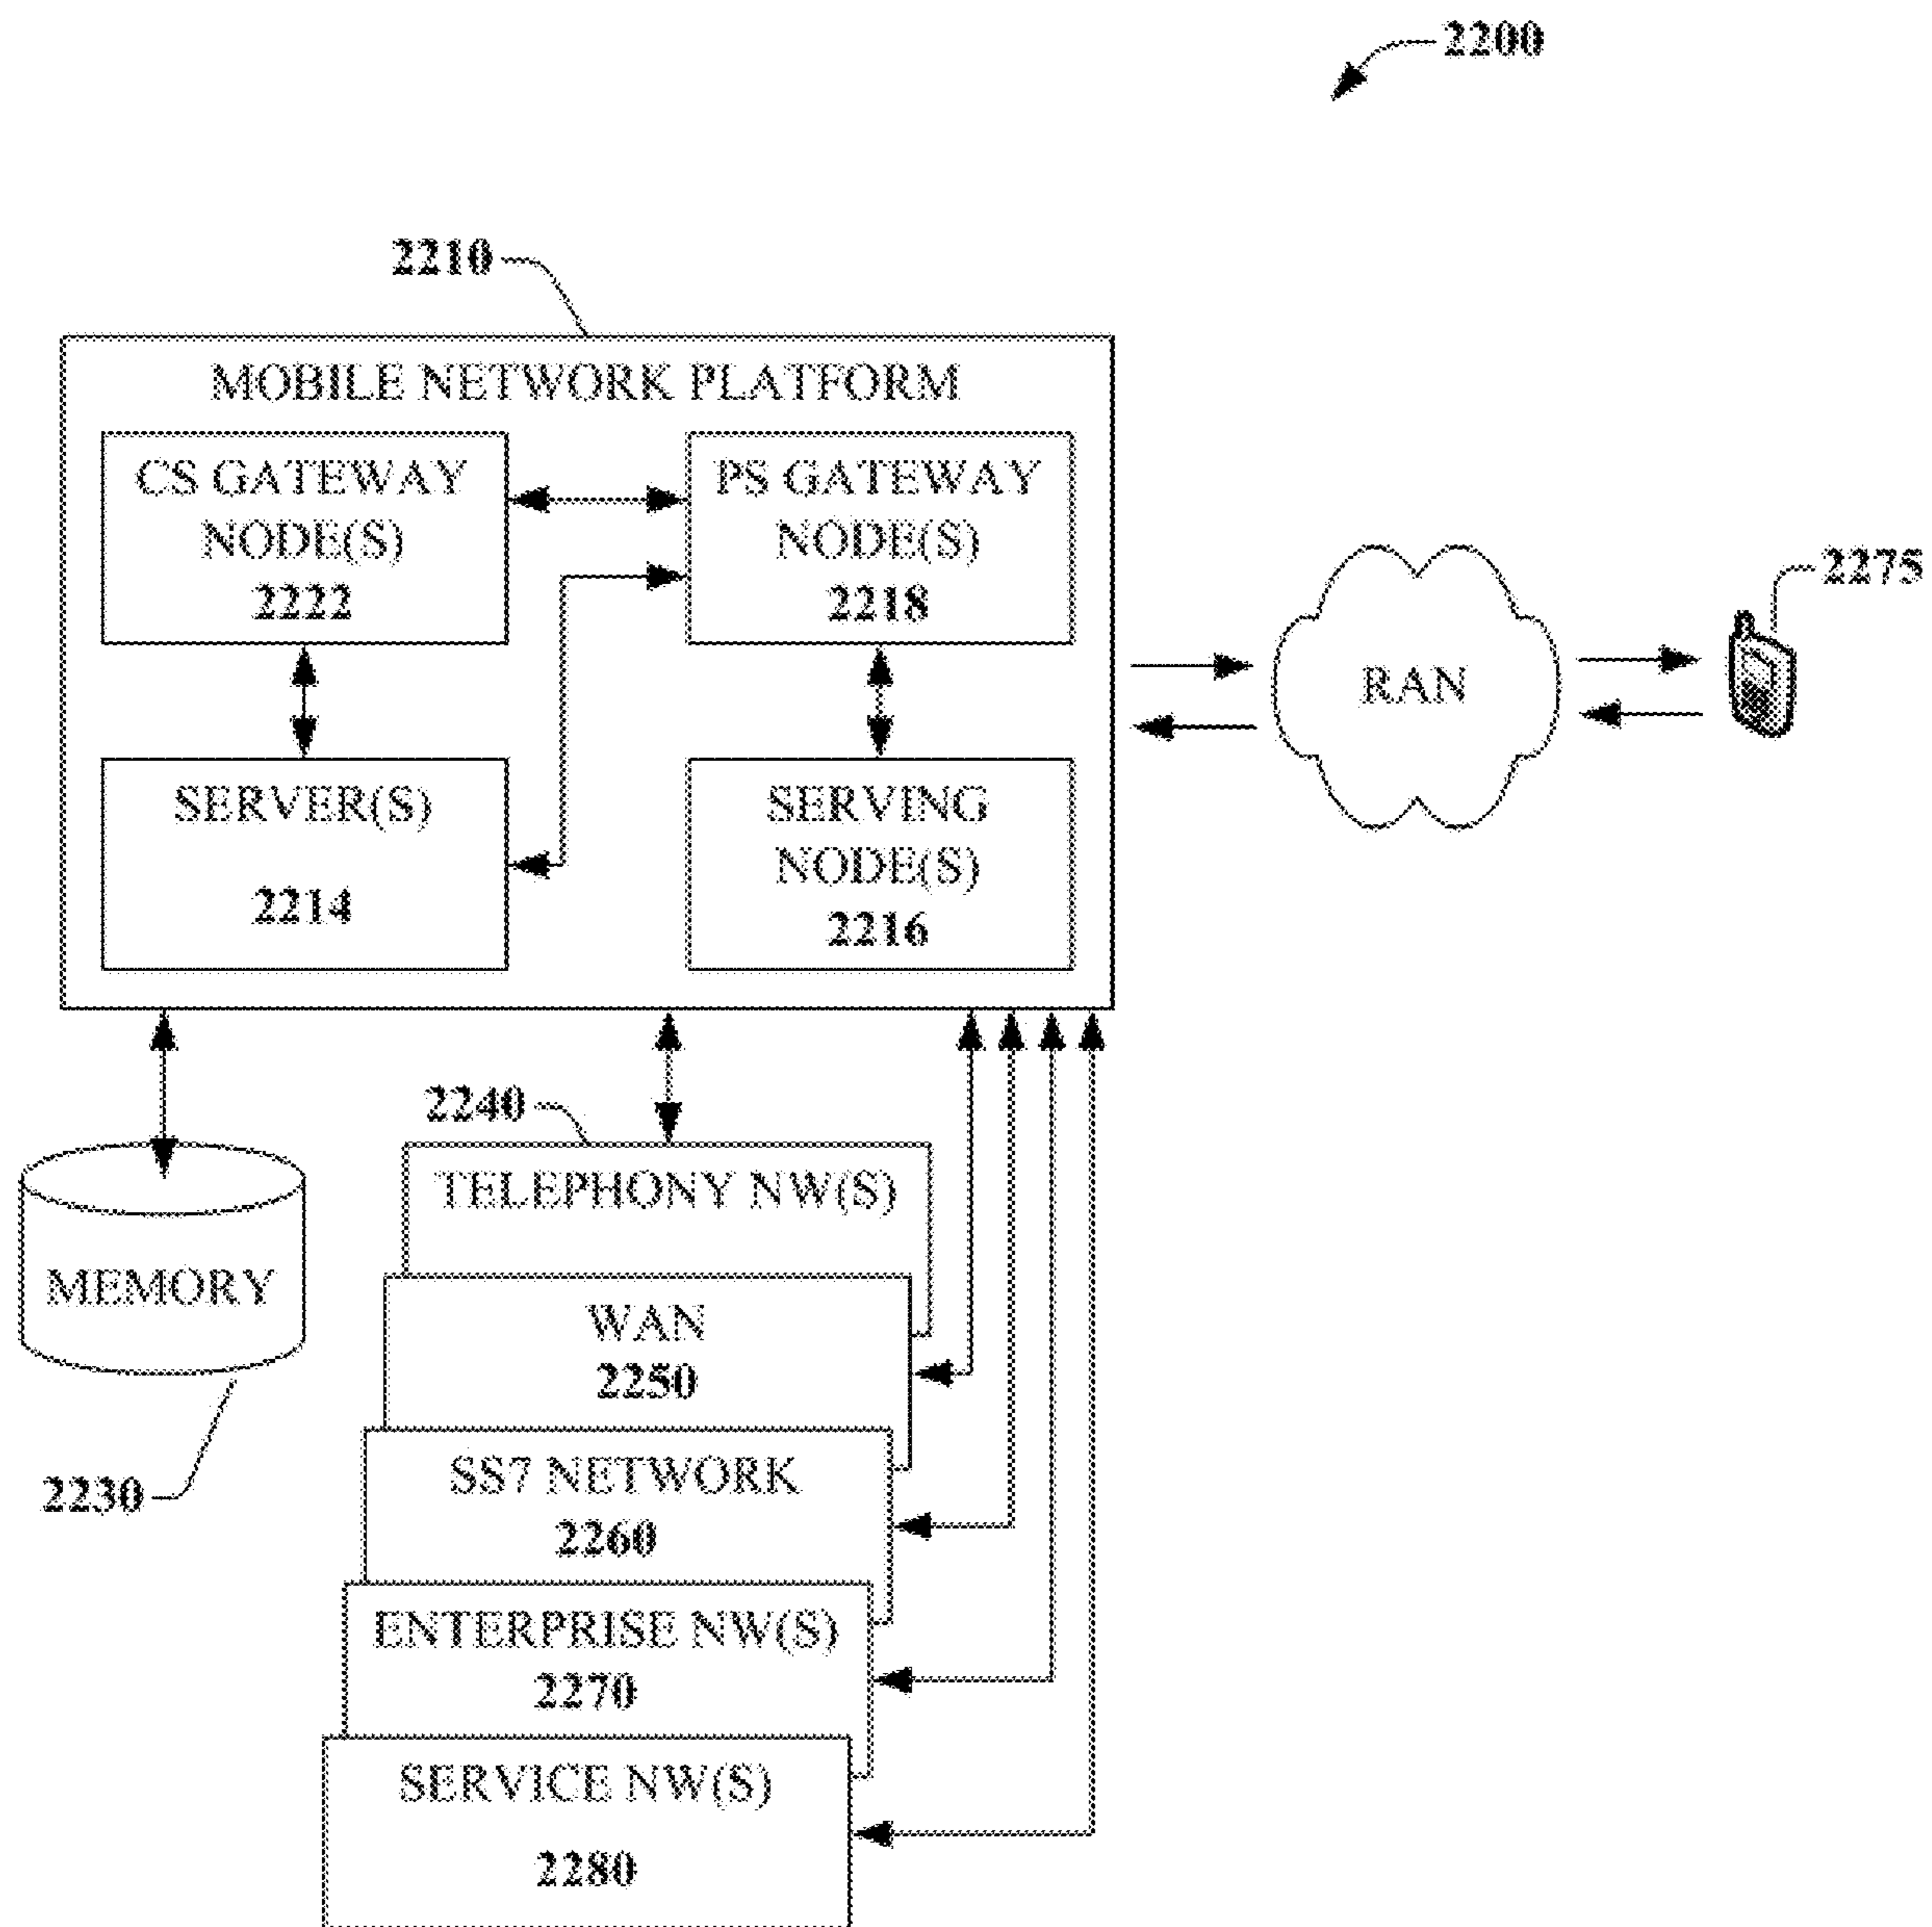 2200
2210
MOBILE NETWORK PLATFORM
CS GATEWAY
NODE(S)
2222
PS GATEWAY
NODE(S)
2218
SERVER(S)
2214
SERVING
NODE(S)
2216
RAN
2275
2240
TELEPHONY NW(S)
MEMORY
2230
WAN
2250
SS7 NETWORK
2260
ENTERPRISE NW(S)
2270
SERVICE NW(S)
2280